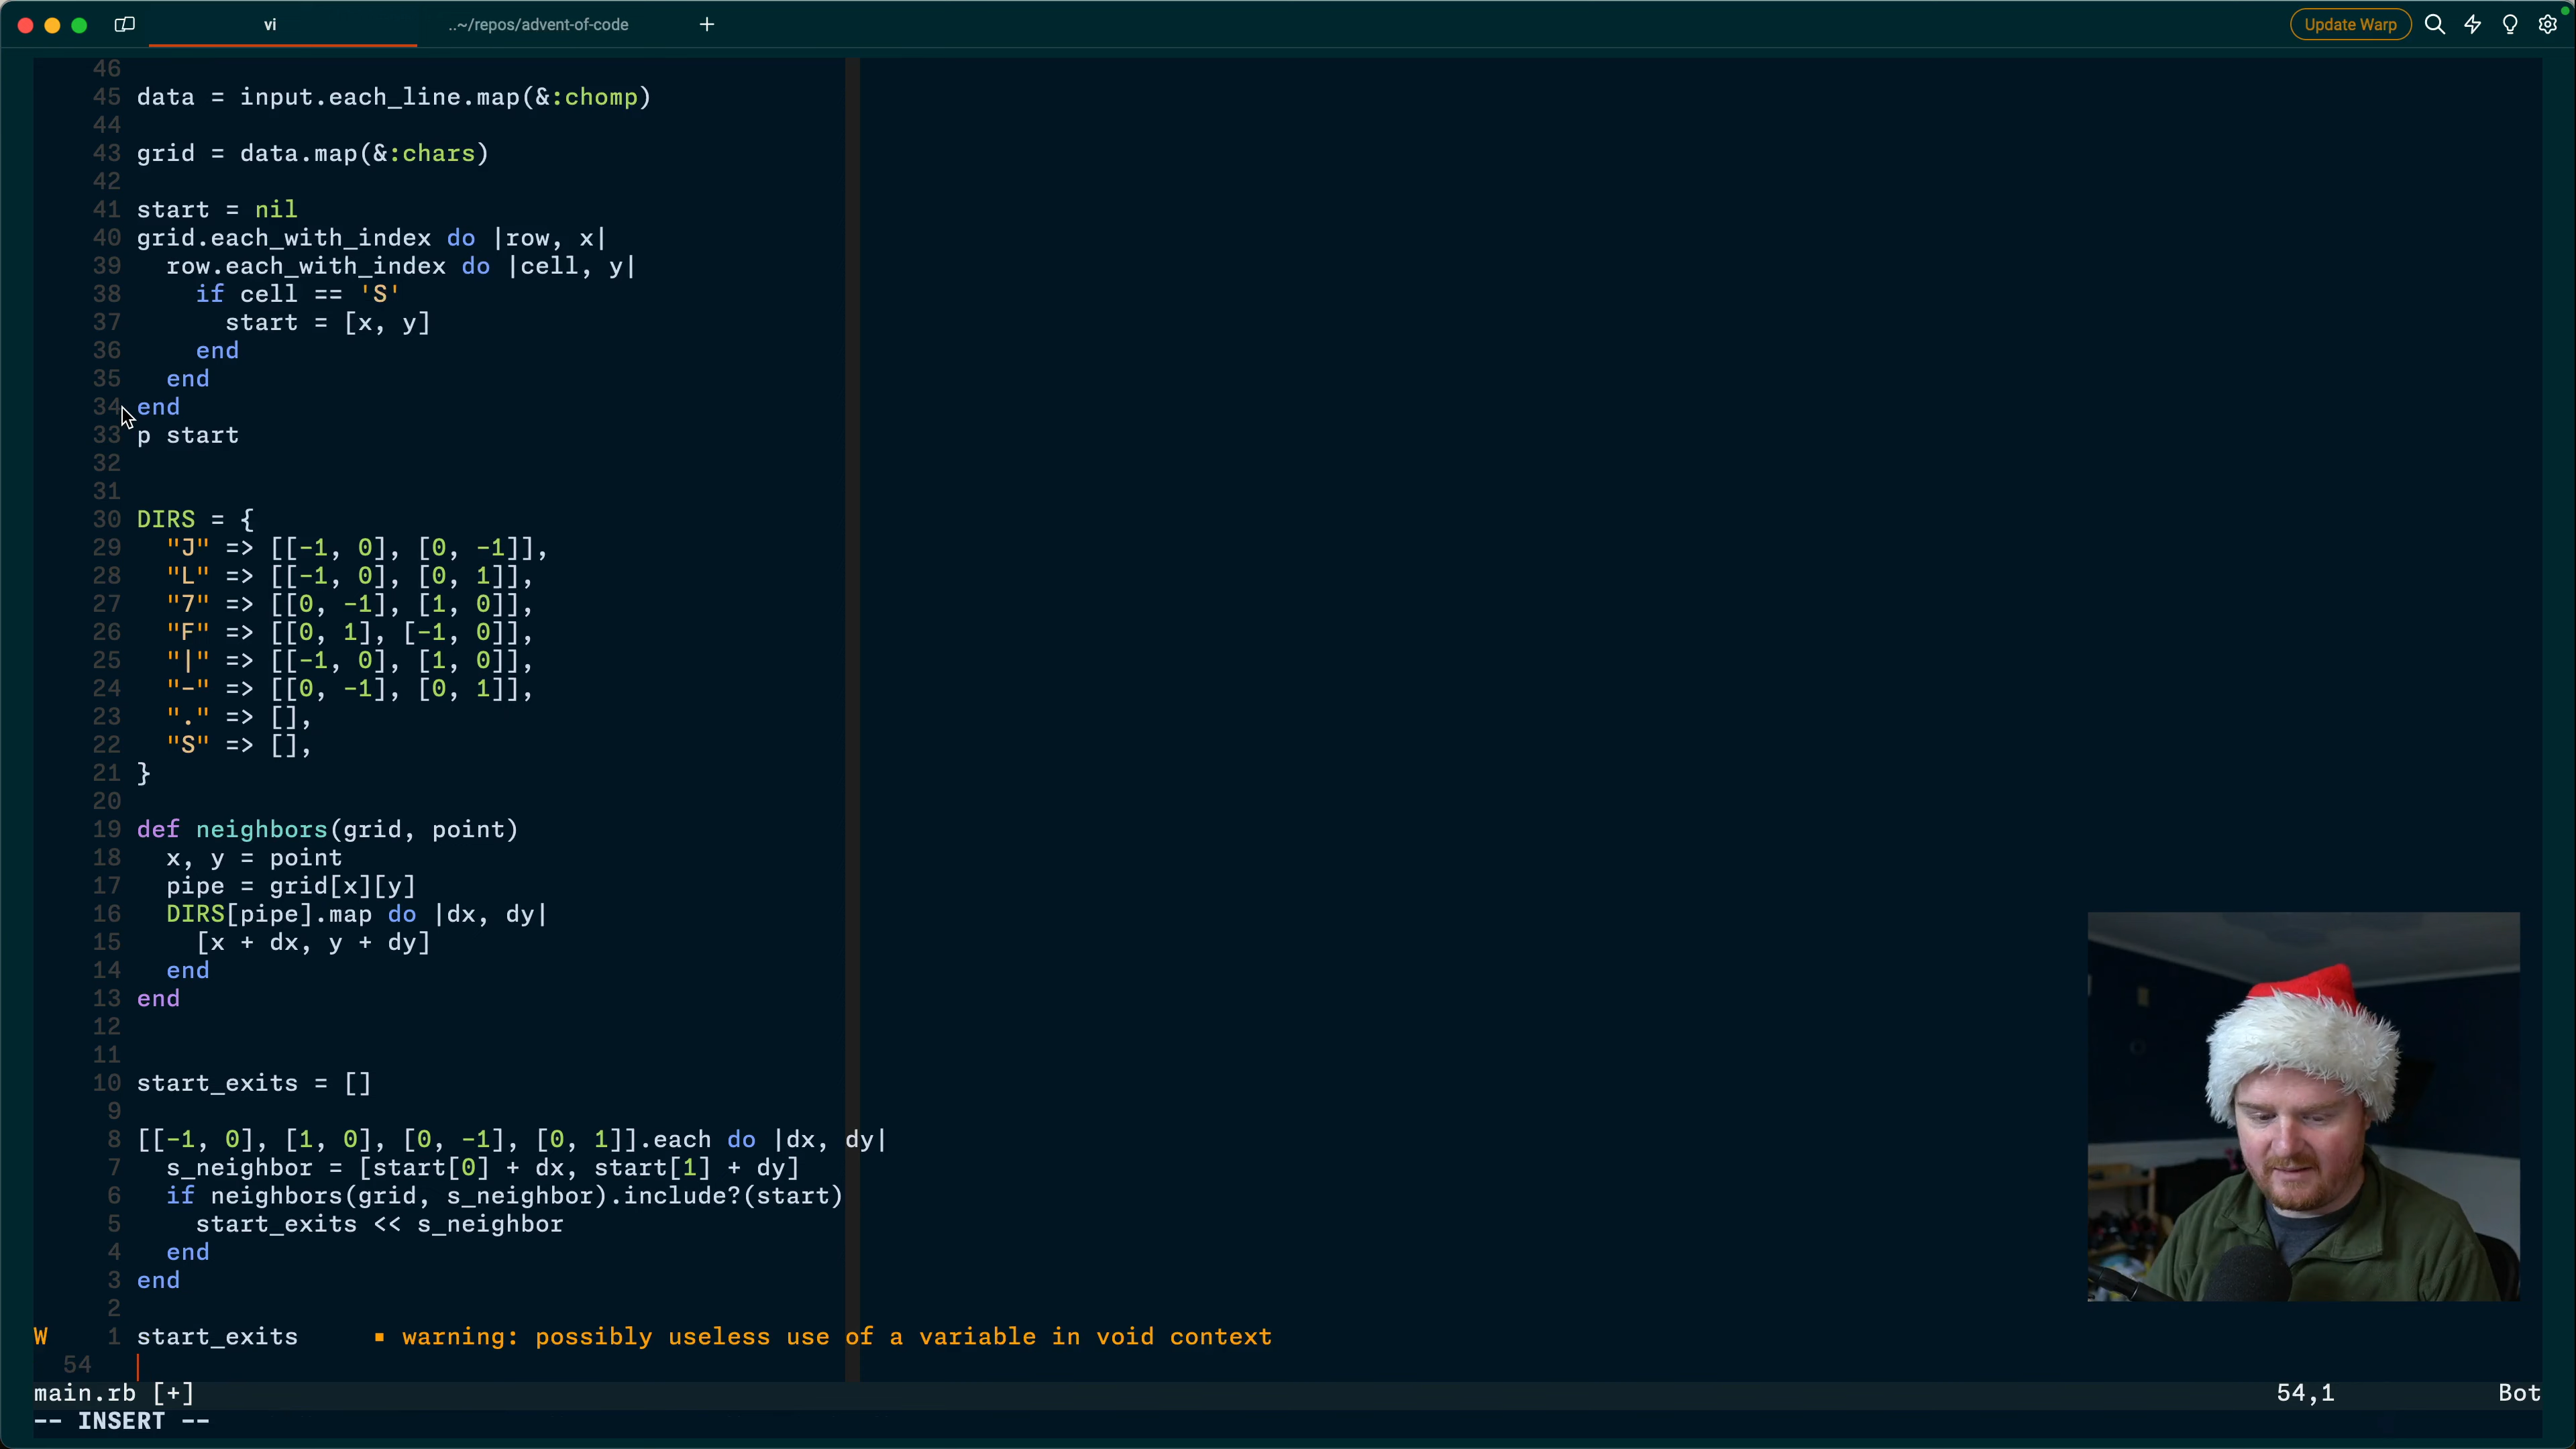 vi
..~/repos/advent-of-code
+
Update Warp
46
45 data = input.each_line.map(&:chomp)
44
43 grid = data.map(&:chars)
42
41 start = nil
40 grid.each_with_index do |row, x|
39   row.each_with_index do |cell, y|
38     if cell == 'S'
37       start = [x, y]
36     end
35   end
34 end
33 p start
32
31
30 DIRS = {
29   "J" => [[-1, 0], [0, -1]],
28   "L" => [[-1, 0], [0, 1]],
27   "7" => [[0, -1], [1, 0]],
26   "F" => [[0, 1], [-1, 0]],
25   "|" => [[-1, 0], [1, 0]],
24   "-" => [[0, -1], [0, 1]],
23   "." => [],
22   "S" => [],
21 }
20
19 def neighbors(grid, point)
18   x, y = point
17   pipe = grid[x][y]
16   DIRS[pipe].map do |dx, dy|
15     [x + dx, y + dy]
14   end
13 end
12
11
10 start_exits = []
9
8 [[-1, 0], [1, 0], [0, -1], [0, 1]].each do |dx, dy|
7   s_neighbor = [start[0] + dx, start[1] + dy]
6   if neighbors(grid, s_neighbor).include?(start)
5     start_exits << s_neighbor
4   end
3 end
2
W 1 start_exits ▪ warning: possibly useless use of a variable in void context
54
main.rb [+] 54,1 Bot
-- INSERT --